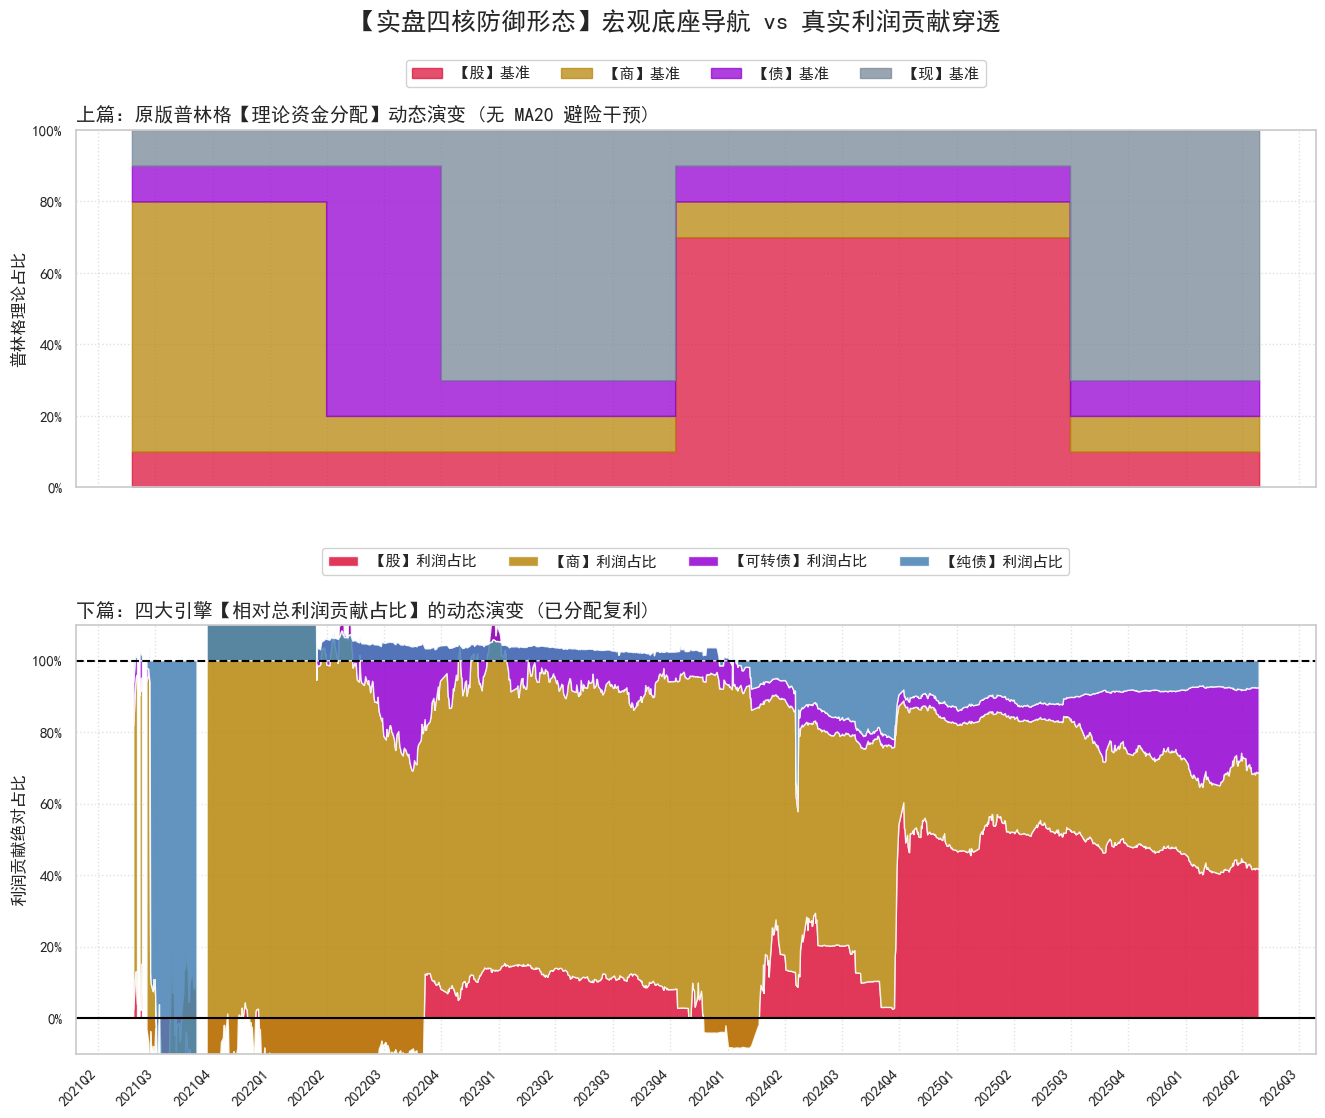 【实盘四核防御形态】宏观底座导航 vs 真实利润贡献穿透
【股】基准 【商】基准 【债】基准 【现】基准
上篇：原版普林格【理论资金分配】动态演变 (无 MA20 避险干预)
普林格理论占比
100%
80%
60%
40%
20%
0%
【股】利润占比 【商】利润占比 【可转债】利润占比 【纯债】利润占比
下篇：四大引擎【相对总利润贡献占比】的动态演变 (已分配复利)
利润贡献绝对占比
100%
80%
60%
40%
20%
0%
2021Q2 2021Q3 2021Q4 2022Q1 2022Q2 2022Q3 2022Q4 2023Q1 2023Q2 2023Q3 2023Q4 2024Q1 2024Q2 2024Q3 2024Q4 2025Q1 2025Q2 2025Q3 2025Q4 2026Q1 2026Q2 2026Q3